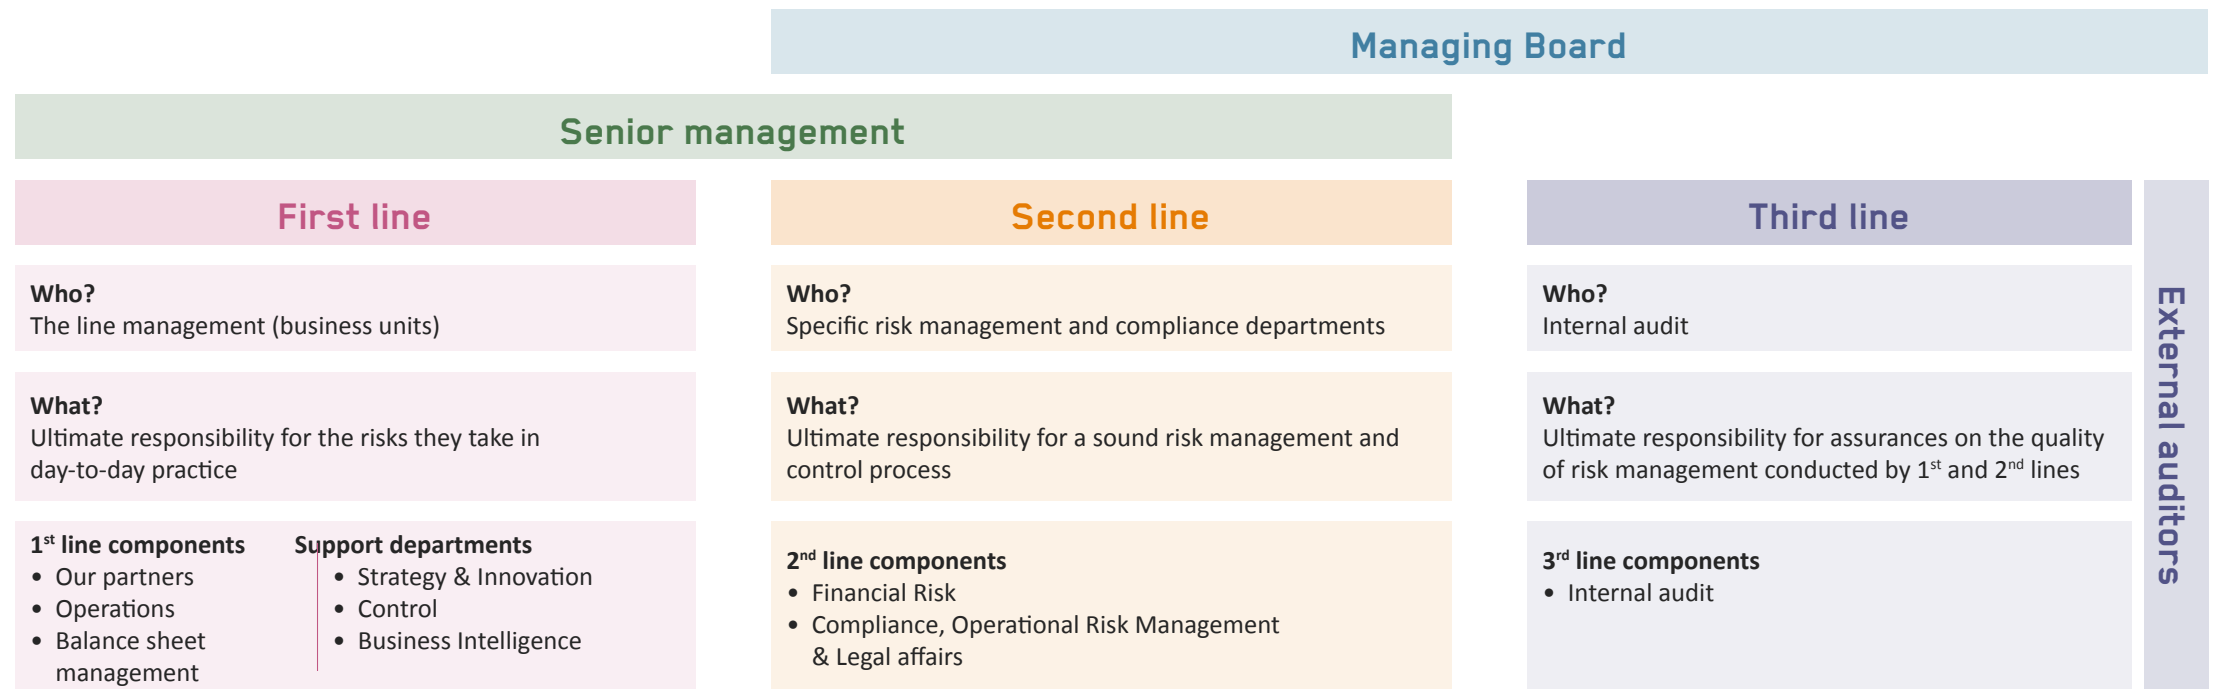 Managing Board
Senior management
First line
Who?
The line management (business units)
What?
Ultimate responsibility for the risks they take in
day-to-day practice
1st line components
• Our partners
• Operations
• Balance sheet
management
Support departments
• Strategy & Innovation
• Control
• Business Intelligence
Second line
Who?
Specific risk management and compliance departments
What?
Ultimate responsibility for a sound risk management and
control process
2nd line components
• Financial Risk
• Compliance, Operational Risk Management
& Legal affairs
Third line
Who?
Internal audit
What?
Ultimate responsibility for assurances on the quality
of risk management conducted by 1st and 2nd lines
3rd line components
• Internal audit
External auditors